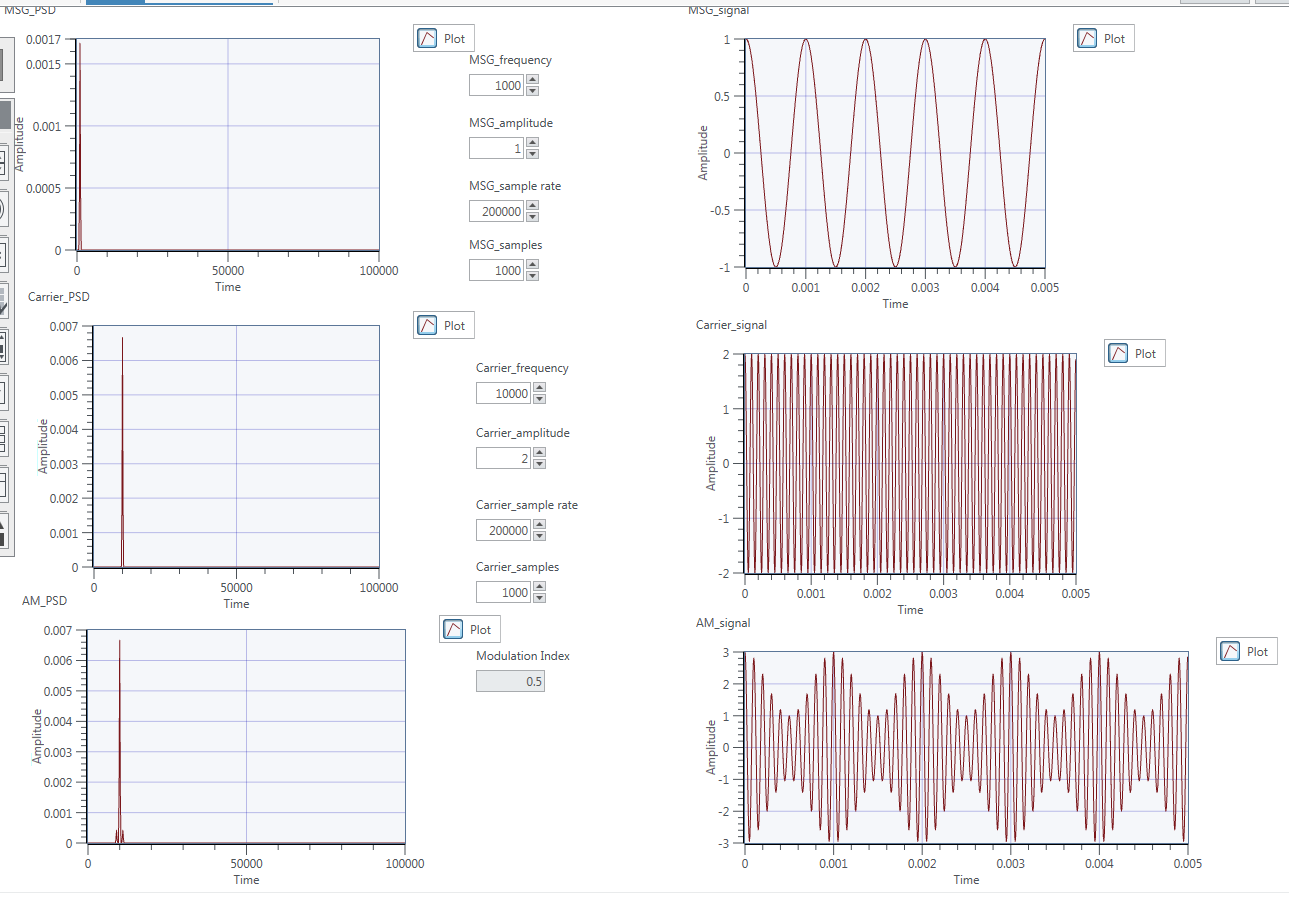 MSG_PSD
0.0017
0.0015
0.001
0.0005
0
Amplitude
0 50000 100000
Time
Plot
MSG_frequency
1000
MSG_amplitude
1
MSG_sample rate
200000
MSG_samples
1000
MSG_signal
1
0.5
0
-0.5
-1
Amplitude
0 0.001 0.002 0.003 0.004 0.005
Time
Plot
Carrier_PSD
0.007
0.006
0.005
0.004
0.003
0.002
0.001
0
Amplitude
0 50000 100000
Time
Plot
Carrier_frequency
10000
Carrier_amplitude
2
Carrier_sample rate
200000
Carrier_samples
1000
Carrier_signal
2
1
0
-1
-2
Amplitude
0 0.001 0.002 0.003 0.004 0.005
Time
Plot
AM_PSD
0.007
0.006
0.005
0.004
0.003
0.002
0.001
0
Amplitude
0 50000 100000
Time
Plot
Modulation Index
0.5
AM_signal
3
2
1
0
-1
-2
-3
Amplitude
0 0.001 0.002 0.003 0.004 0.005
Time
Plot